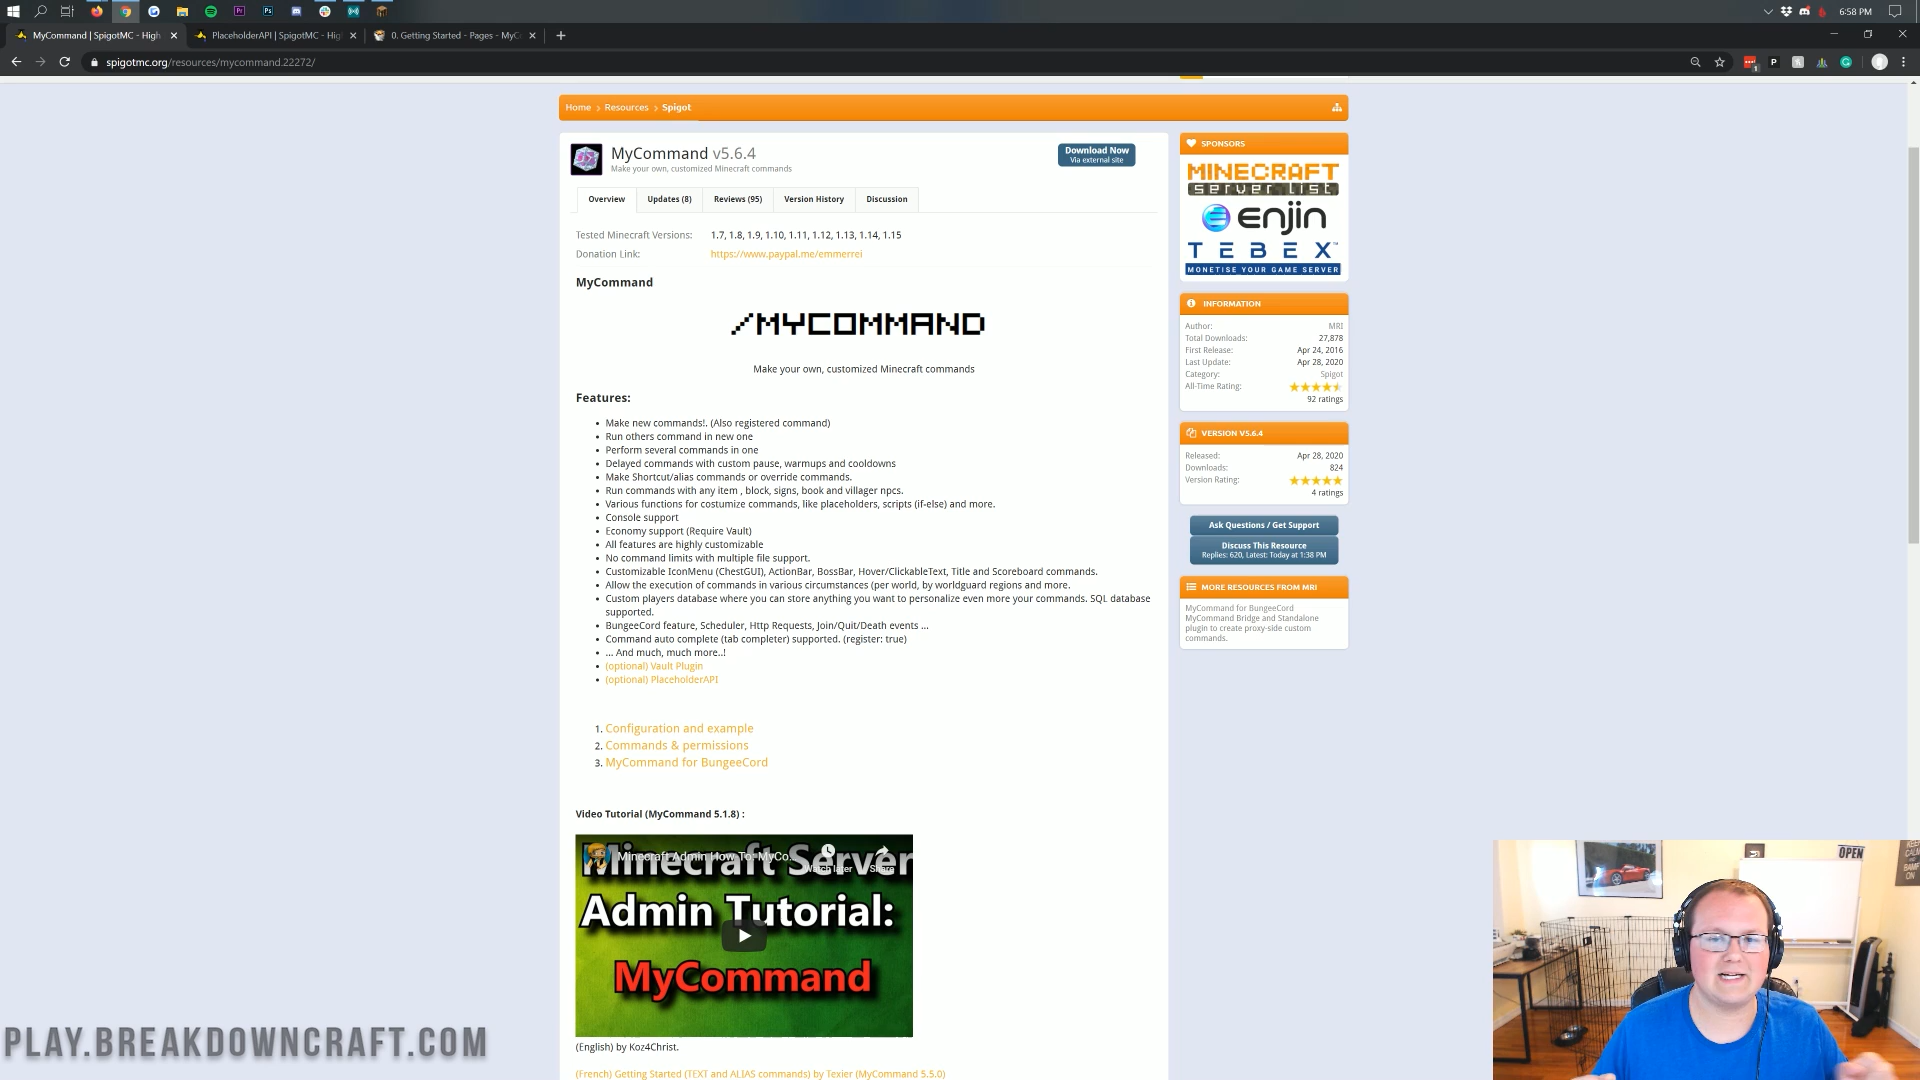 6:58 PM
MyCommand | SpigotMC - High
PlaceholderAPI | SpigotMC - Hig
0. Getting Started - Pages - MyC
spigotmc.org/resources/mycommand.22272/
Home > Resources > Spigot
MyCommand v5.6.4
Make your own, customized Minecraft commands
Download Now
Via external site
Overview
Updates (8)
Reviews (95)
Version History
Discussion
Tested Minecraft Versions: 1.7, 1.8, 1.9, 1.10, 1.11, 1.12, 1.13, 1.14, 1.15
Donation Link: https://www.paypal.me/emmerrei
MyCommand
/MYCOMMAND
Make your own, customized Minecraft commands
Features:
• Make new commands!. (Also registered command)
• Run others command in new one
• Perform several commands in one
• Delayed commands with custom pause, warmups and cooldowns
• Make Shortcut/alias commands or override commands.
• Run commands with any item , block, signs, book and villager npcs.
• Various functions for costumize commands, like placeholders, scripts (if-else) and more.
• Console support
• Economy support (Require Vault)
• All features are highly customizable
• No command limits with multiple file support.
• Customizable IconMenu (ChestGUI), ActionBar, BossBar, Hover/ClickableText, Title and Scoreboard commands.
• Allow the execution of commands in various circumstances (per world, by worldguard regions and more.
• Custom players database where you can store anything you want to personalize even more your commands. SQL database
supported.
• BungeeCord feature, Scheduler, Http Requests, Join/Quit/Death events ...
• Command auto complete (tab completer) supported. (register: true)
• ... And much, much more..!
• (optional) Vault Plugin
• (optional) PlaceholderAPI
1. Configuration and example
2. Commands & permissions
3. MyCommand for BungeeCord
Video Tutorial (MyCommand 5.1.8) :
Minecraft Admin How To: MyCo...
Watch later
Share
Minecraft Server
Admin Tutorial:
MyCommand
(English) by Koz4Christ.
(French) Getting Started (TEXT and ALIAS commands) by Texier (MyCommand 5.5.0)
SPONSORS
MINECRAFT
server list
enjin
TEBEX
MONETISE YOUR GAME SERVER
INFORMATION
Author: MRI
Total Downloads: 27,878
First Release: Apr 24, 2016
Last Update: Apr 28, 2020
Category: Spigot
All-Time Rating:
92 ratings
VERSION V5.6.4
Released: Apr 28, 2020
Downloads: 824
Version Rating:
4 ratings
Ask Questions / Get Support
Discuss This Resource
Replies: 620, Latest: Today at 1:38 PM
MORE RESOURCES FROM MRI
MyCommand for BungeeCord
MyCommand Bridge and Standalone
plugin to create proxy-side custom
commands.
OPEN
PLAY.BREAKDOWNCRAFT.COM